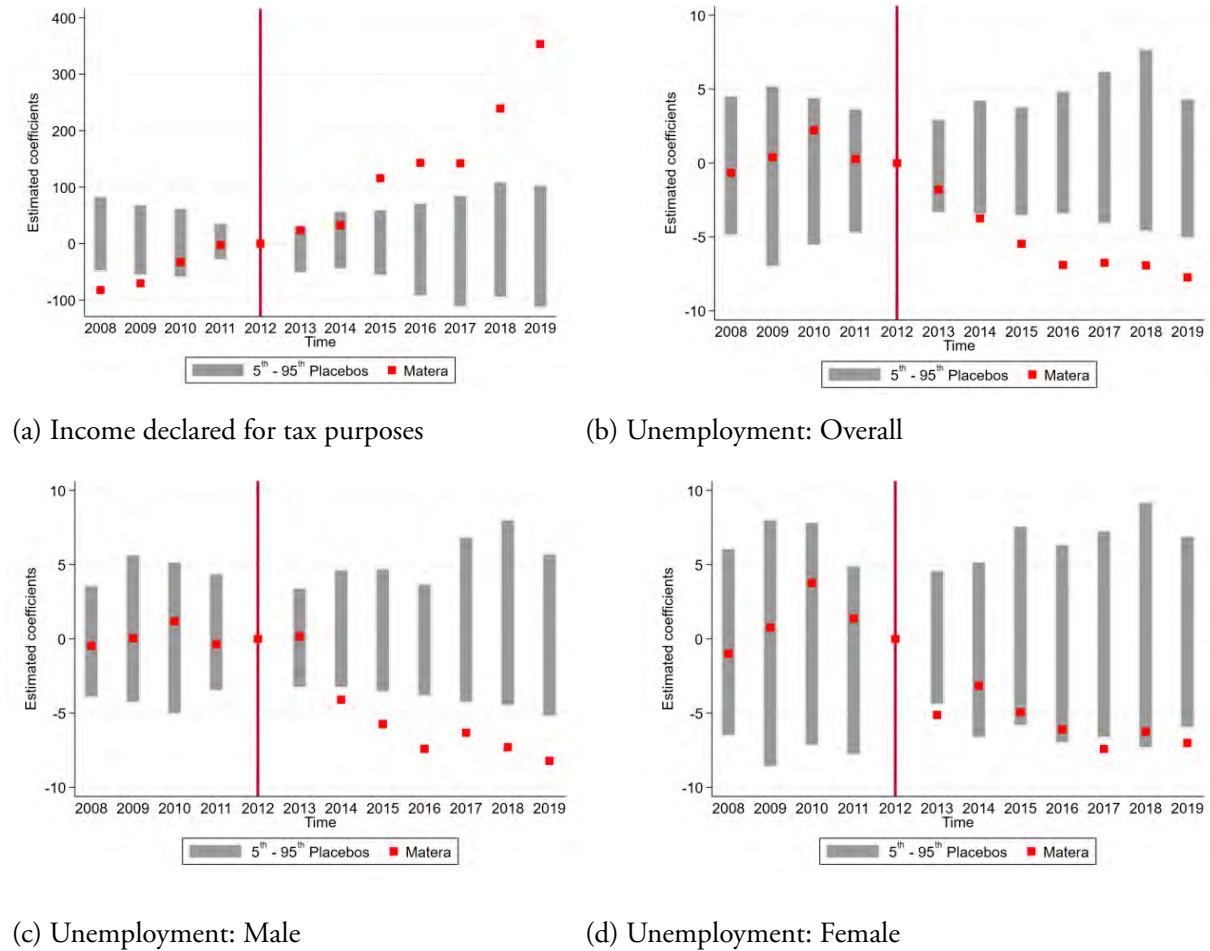 Estimated coefficients
400
300
200
100
0
-100
2008 2009 2010 2011 2012 2013 2014 2015 2016 2017 2018 2019
Time
5th - 95th Placebos Matera
(a) Income declared for tax purposes
Estimated coefficients
10
5
0
-5
-10
2008 2009 2010 2011 2012 2013 2014 2015 2016 2017 2018 2019
Time
5th - 95th Placebos Matera
(b) Unemployment: Overall
Estimated coefficients
10
5
0
-5
-10
2008 2009 2010 2011 2012 2013 2014 2015 2016 2017 2018 2019
Time
5th - 95th Placebos Matera
(c) Unemployment: Male
Estimated coefficients
10
5
0
-5
-10
2008 2009 2010 2011 2012 2013 2014 2015 2016 2017 2018 2019
Time
5th - 95th Placebos Matera
(d) Unemployment: Female